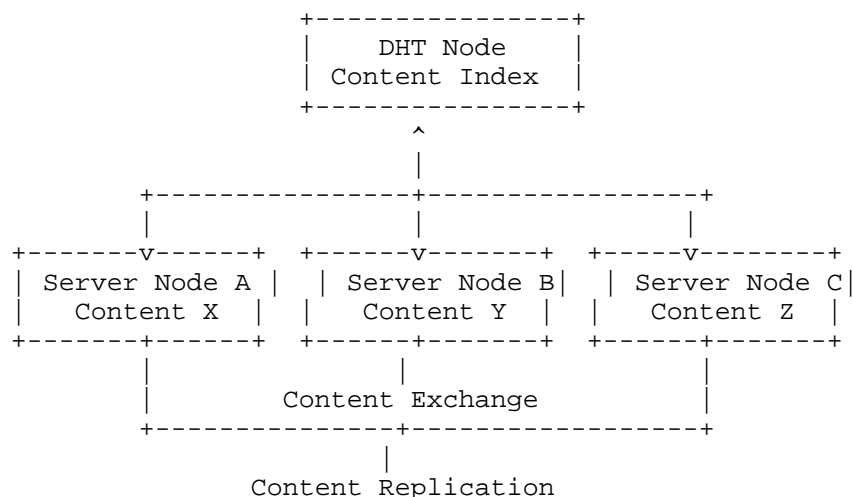 DHT Node
Content Index
Server Node A Server Node B Server Node C
Content X Content Y Content Z
Content Exchange
Content Replication